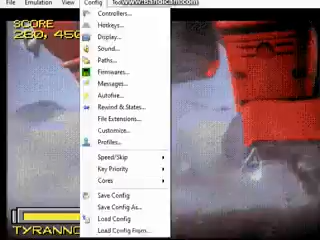 File Emulation View Config
www.Bandicam.com
SCORE
280, 450
Controllers...
Hotkeys...
Display...
Sound...
Paths...
Firmwares...
Messages...
Autofire...
Rewind & States...
File Extensions...
Customize...
Profiles...
Speed/Skip
Key Priority
Cores
Save Config
Save Config As...
Load Config
Load Config From...
TYRANNO